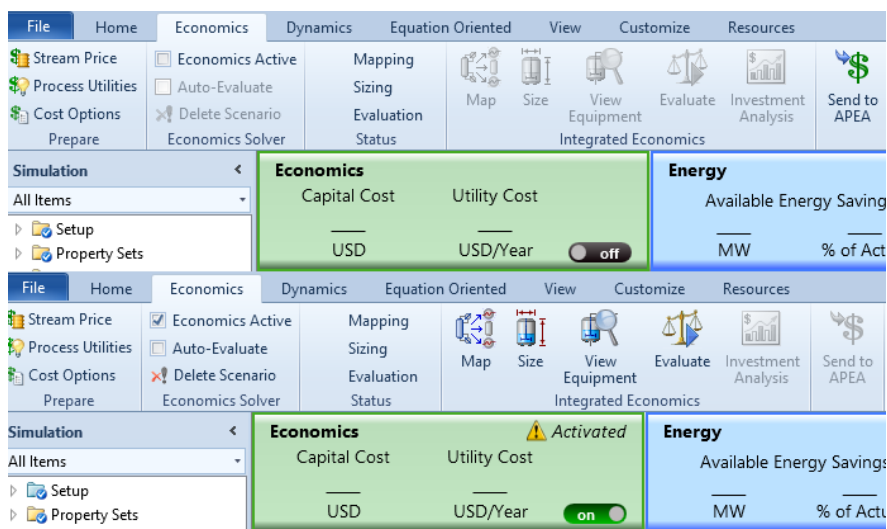 File Home Economics Dynamics Equation Oriented View Customize Resources
Stream Price Economics Active Mapping
Process Utilities Auto-Evaluate Sizing
Cost Options Delete Scenario Evaluation
Map Size View Equipment Evaluate Investment Analysis Send to APEA
Prepare Economics Solver Status Integrated Economics
Simulation <
All Items
Setup
Property Sets
Economics
Capital Cost Utility Cost
USD USD/Year off
Energy
Available Energy Saving
MW % of Act
File Home Economics Dynamics Equation Oriented View Customize Resources
Stream Price Economics Active Mapping
Process Utilities Auto-Evaluate Sizing
Cost Options Delete Scenario Evaluation
Map Size View Equipment Evaluate Investment Analysis Send to APEA
Prepare Economics Solver Status Integrated Economics
Simulation <
All Items
Setup
Property Sets
Economics Activated
Capital Cost Utility Cost
USD USD/Year on
Energy
Available Energy Savings
MW % of Actu